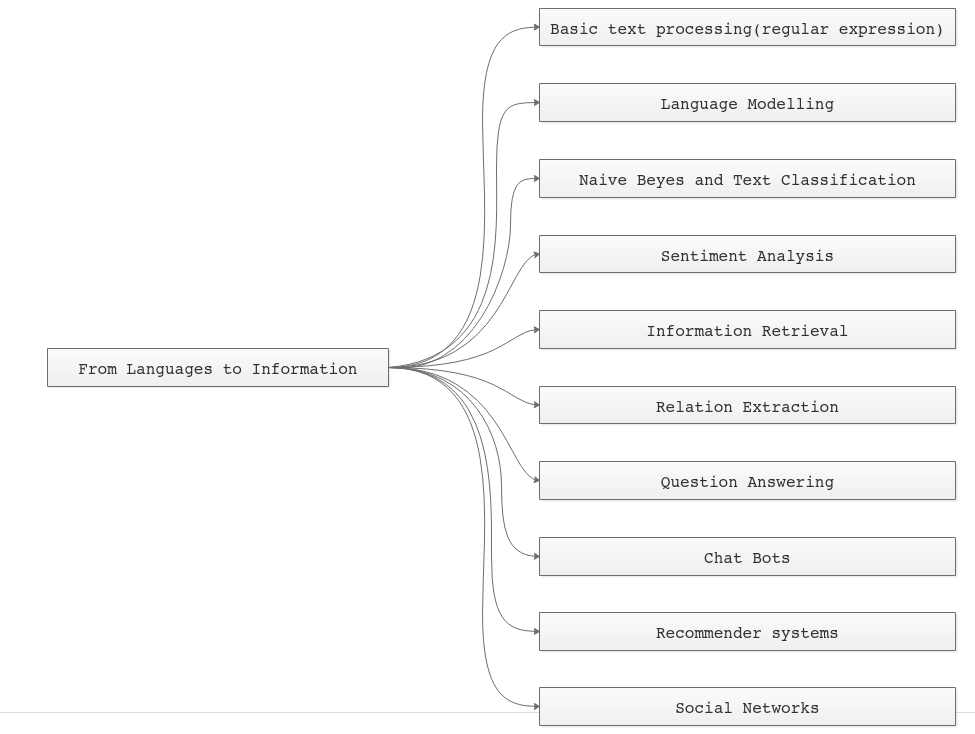 Basic text processing(regular expression)
Language Modelling
Naive Beyes and Text Classification
Sentiment Analysis
Information Retrieval
From Languages to Information
Relation Extraction
Question Answering
Chat Bots
Recommender systems
Social Networks